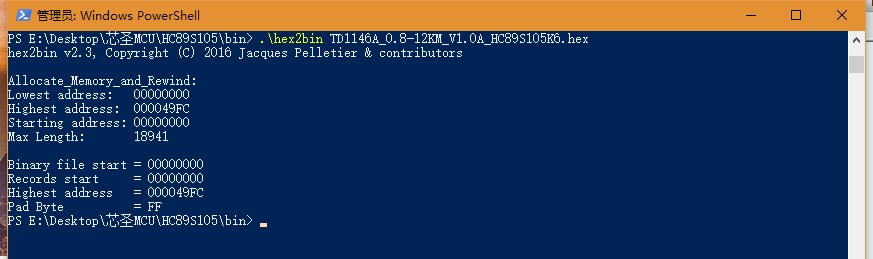 管理员: Windows PowerShell
PS E:\Desktop\芯圣MCU\HC89S105\bin> .\hex2bin TD1146A_0.8-12KM_V1.0A_HC89S105K6.hex
hex2bin v2.3, Copyright (C) 2016 Jacques Pelletier & contributors
Allocate_Memory_and_Rewind:
Lowest address:   00000000
Highest address:  000049FC
Starting address: 00000000
Max Length:       18941
Binary file start = 00000000
Records start     = 00000000
Highest address   = 000049FC
Pad Byte          = FF
PS E:\Desktop\芯圣MCU\HC89S105\bin>